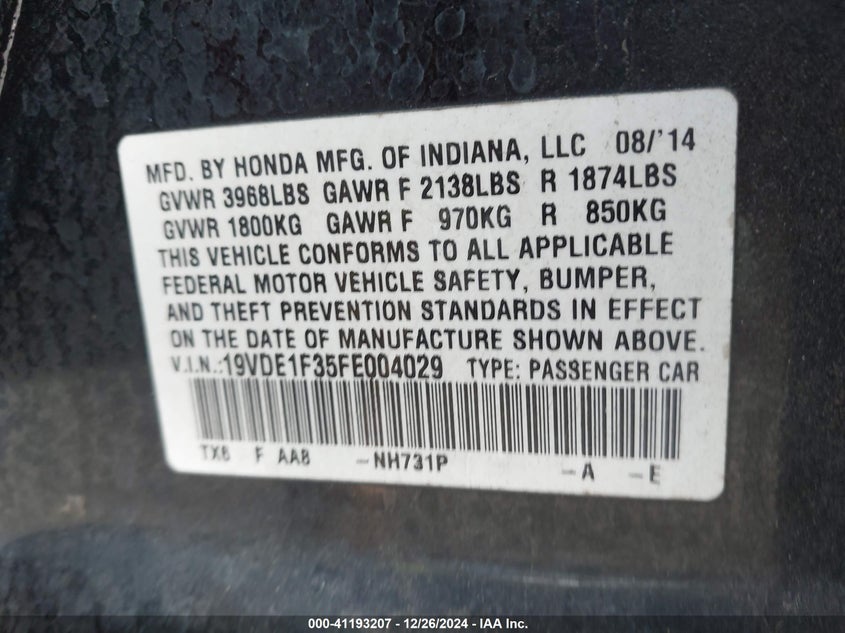 MFD. BY HONDA MFG. OF INDIANA, LLC 08/'14
GVWR 3968LBS GAWR F 2138LBS R 1874LBS
GVWR 1800KG GAWR F 970KG R 850KG
THIS VEHICLE CONFORMS TO ALL APPLICABLE
FEDERAL MOTOR VEHICLE SAFETY, BUMPER,
AND THEFT PREVENTION STANDARDS IN EFFECT
ON THE DATE OF MANUFACTURE SHOWN ABOVE.
V.I.N.:19VDE1F35FE004029 TYPE: PASSENGER CAR
TX6 F AA8 -NH731P -A -E
000-41193207 - 12/26/2024 - IAA Inc.